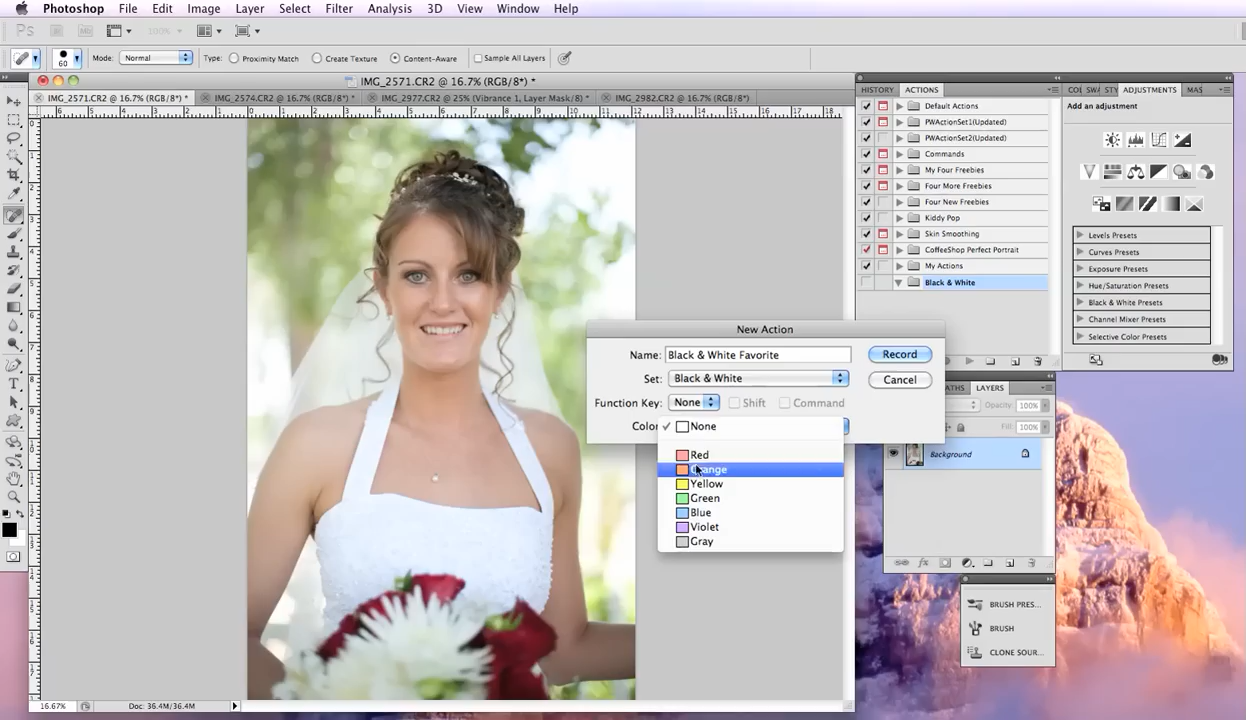 Photoshop File Edit Image Layer Select Filter Analysis 3D View Window Help
Ps Br Mb 100%
60 Mode: Normal Type: Proximity Match Create Texture Content-Aware Sample All Layers
IMG_2571.CR2 @ 16.7% (RGB/8*) *
IMG_2571.CR2 @ 16.7% (RGB/8*) * IMG_2574.CR2 @ 16.7% (RGB/8*) * IMG_2977.CR2 @ 25% (Vibrance 1, Layer Mask/8) * IMG_2982.CR2 @ 16.7% (RGB/8*)
HISTORY ACTIONS
Default Actions
PWActionSet1(Updated)
PWActionSet2(Updated)
Commands
My Four Freebies
Four More Freebies
Four New Freebies
Kiddy Pop
Skin Smoothing
CoffeeShop Perfect Portrait
My Actions
Black & White
COI SWA STY ADJUSTMENTS MAS
Add an adjustment
Levels Presets
Curves Presets
Exposure Presets
Hue/Saturation Presets
Black & White Presets
Channel Mixer Presets
Selective Color Presets
New Action
Name: Black & White Favorite Record
Set: Black & White Cancel
Function Key: None Shift Command
Color None
Red
Yellow
Green
Blue
Violet
Gray
PATHS LAYERS
Opacity: 100%
Fill: 100%
Background
BRUSH PRES...
BRUSH
CLONE SOUR...
16.67% Doc: 36.4M/36.4M